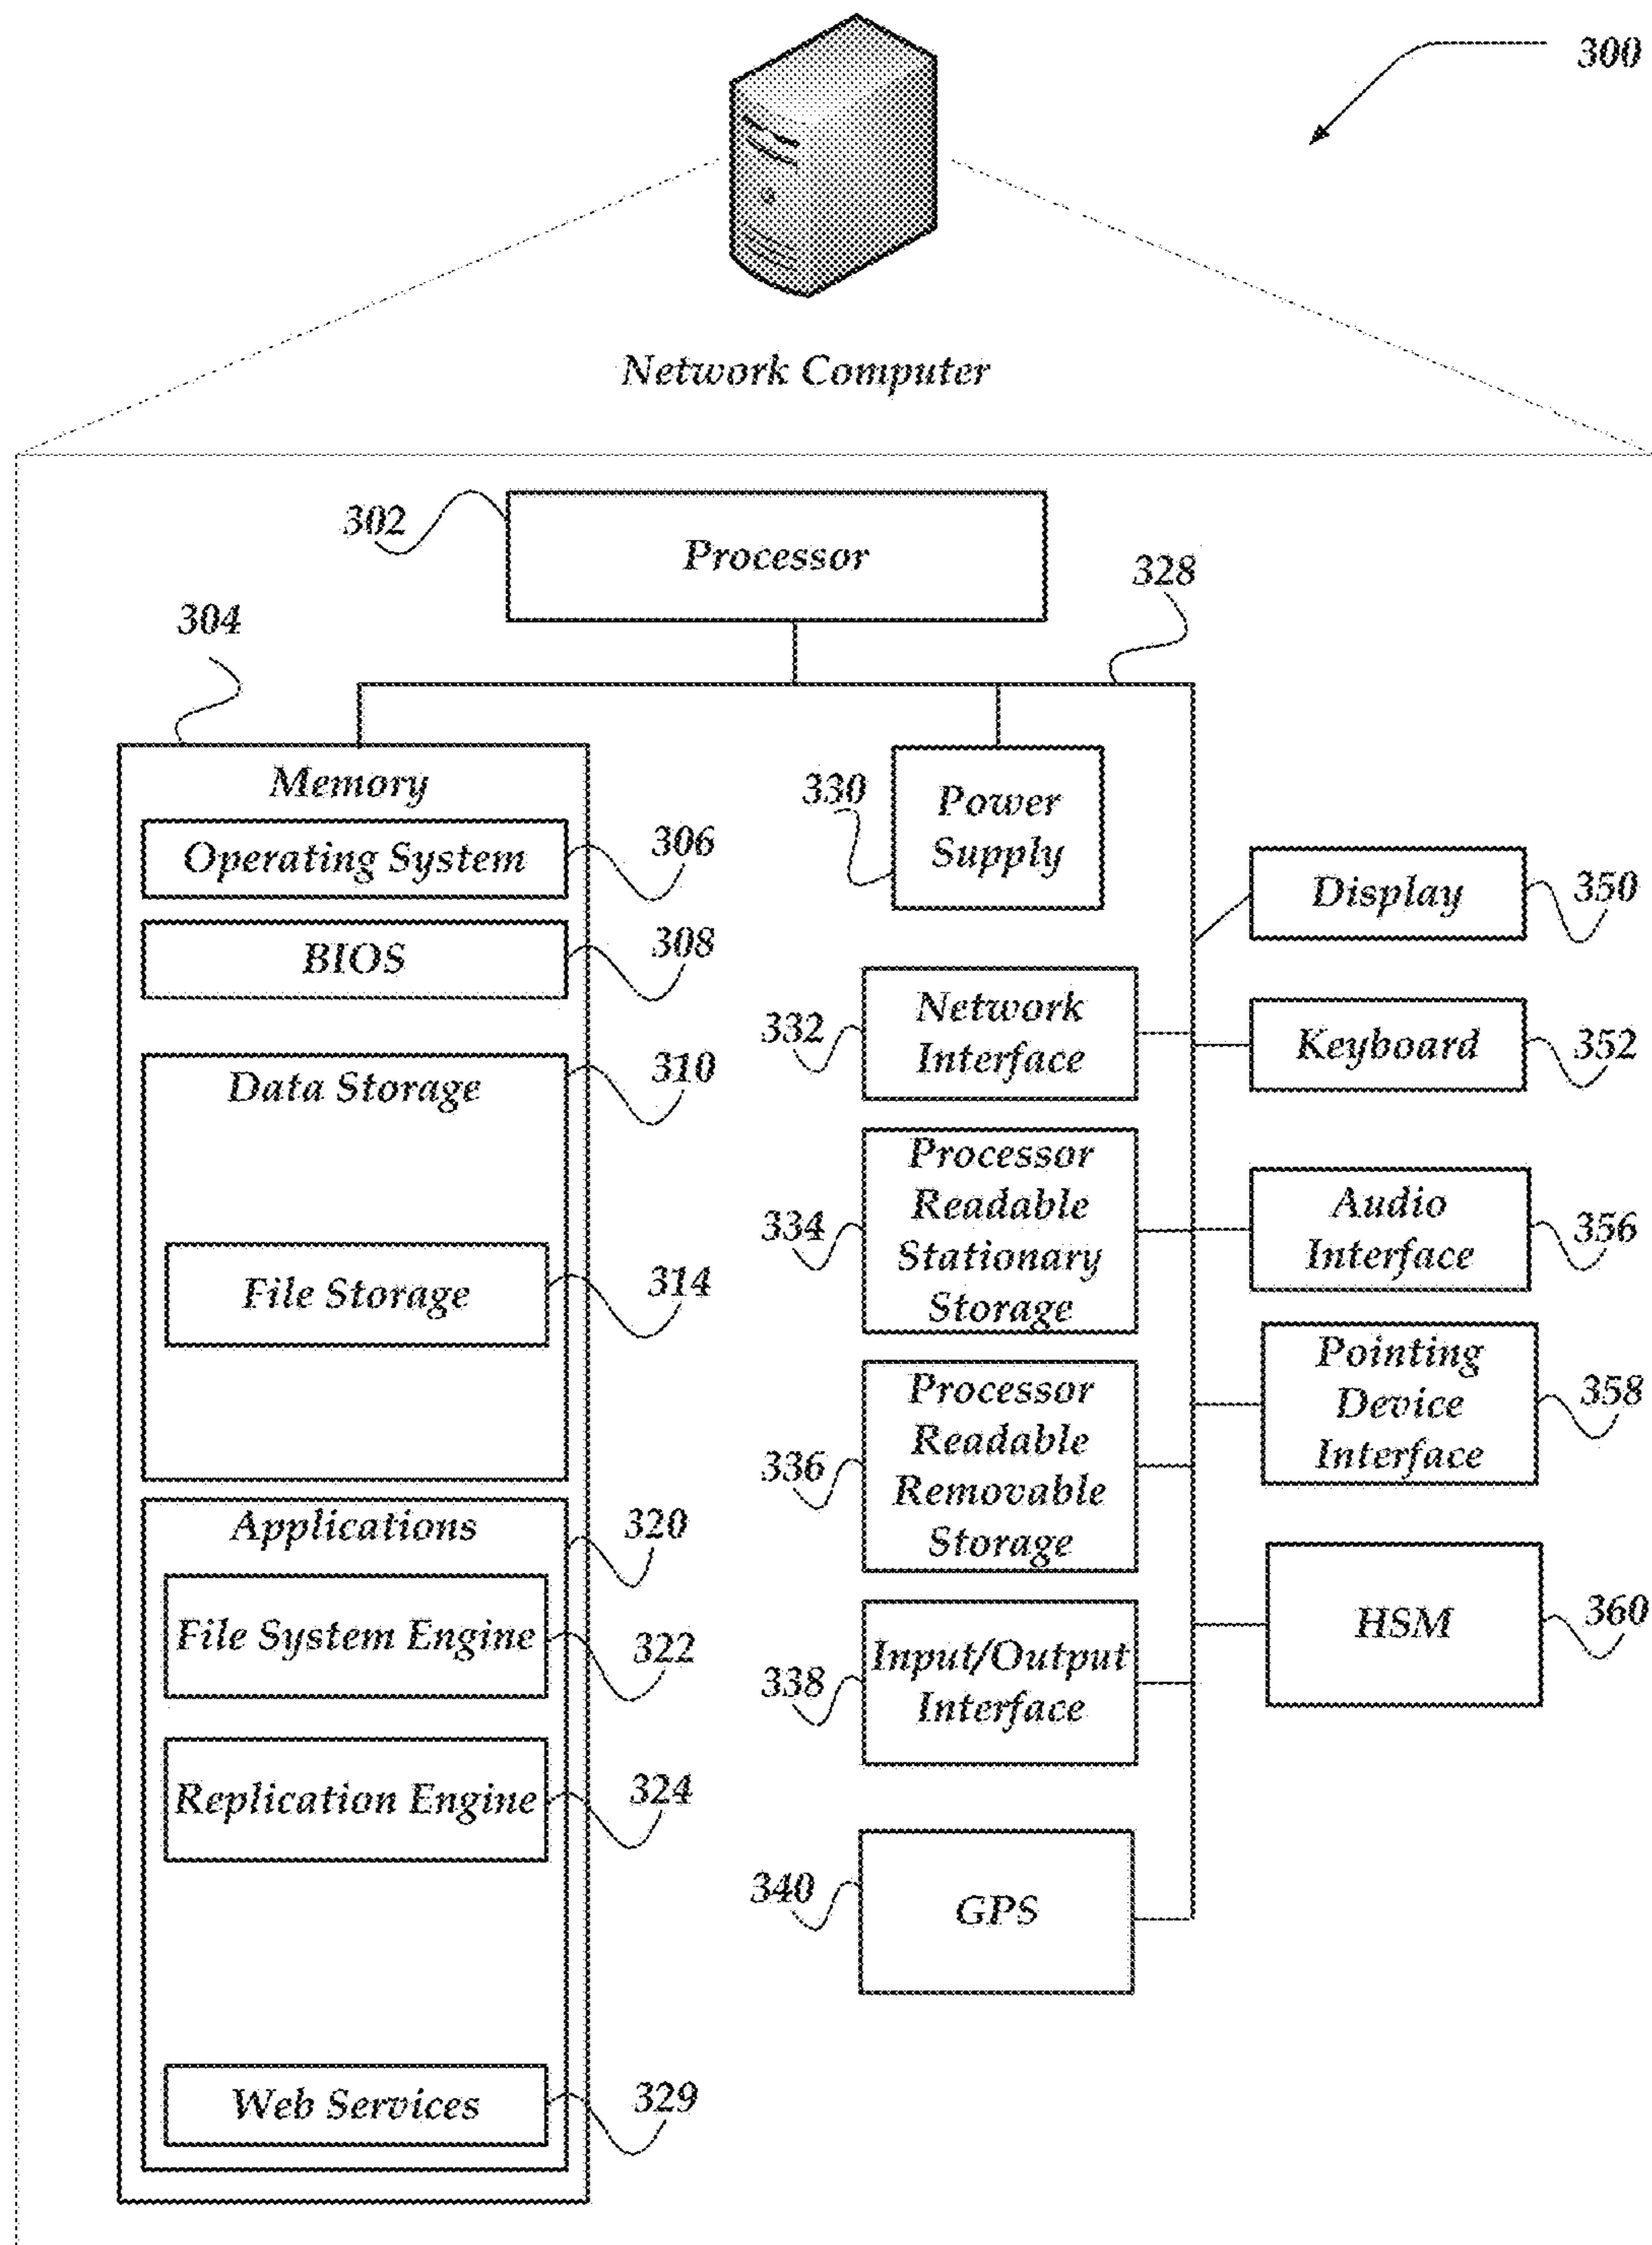 300
Network Computer
302
Processor
328
304
Memory
Operating System
306
BIOS
308
Data Storage
310
File Storage
314
Applications
320
File System Engine
322
Replication Engine
324
Web Services
329
330
Power
Supply
332
Network
Interface
334
Processor
Readable
Stationary
Storage
336
Processor
Readable
Removable
Storage
338
Input/Output
Interface
340
GPS
Display
350
Keyboard
352
Audio
Interface
356
Pointing
Device
Interface
358
HSM
360